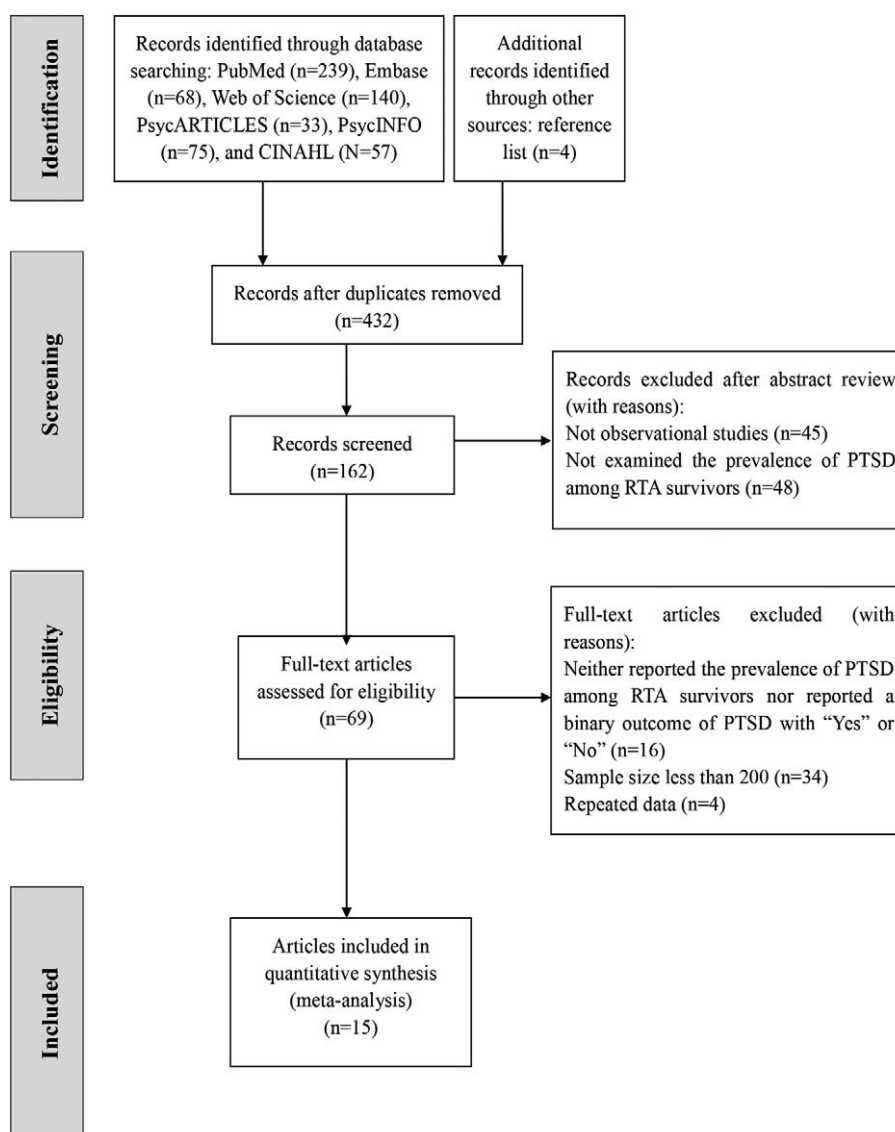 Identification
Records identified through database
searching: PubMed (n=239), Embase
(n=68), Web of Science (n=140),
PsycARTICLES (n=33), PsycINFO
(n=75), and CINAHL (N=57)
Additional
records identified
through other
sources: reference
list (n=4)
Screening
Records after duplicates removed
(n=432)
Records screened
(n=162)
Records excluded after abstract review
(with reasons):
Not observational studies (n=45)
Not examined the prevalence of PTSD
among RTA survivors (n=48)
Eligibility
Full-text articles
assessed for eligibility
(n=69)
Full-text articles excluded (with
reasons):
Neither reported the prevalence of PTSD
among RTA survivors nor reported a
binary outcome of PTSD with “Yes” or
“No” (n=16)
Sample size less than 200 (n=34)
Repeated data (n=4)
Included
Articles included in
quantitative synthesis
(meta-analysis)
(n=15)